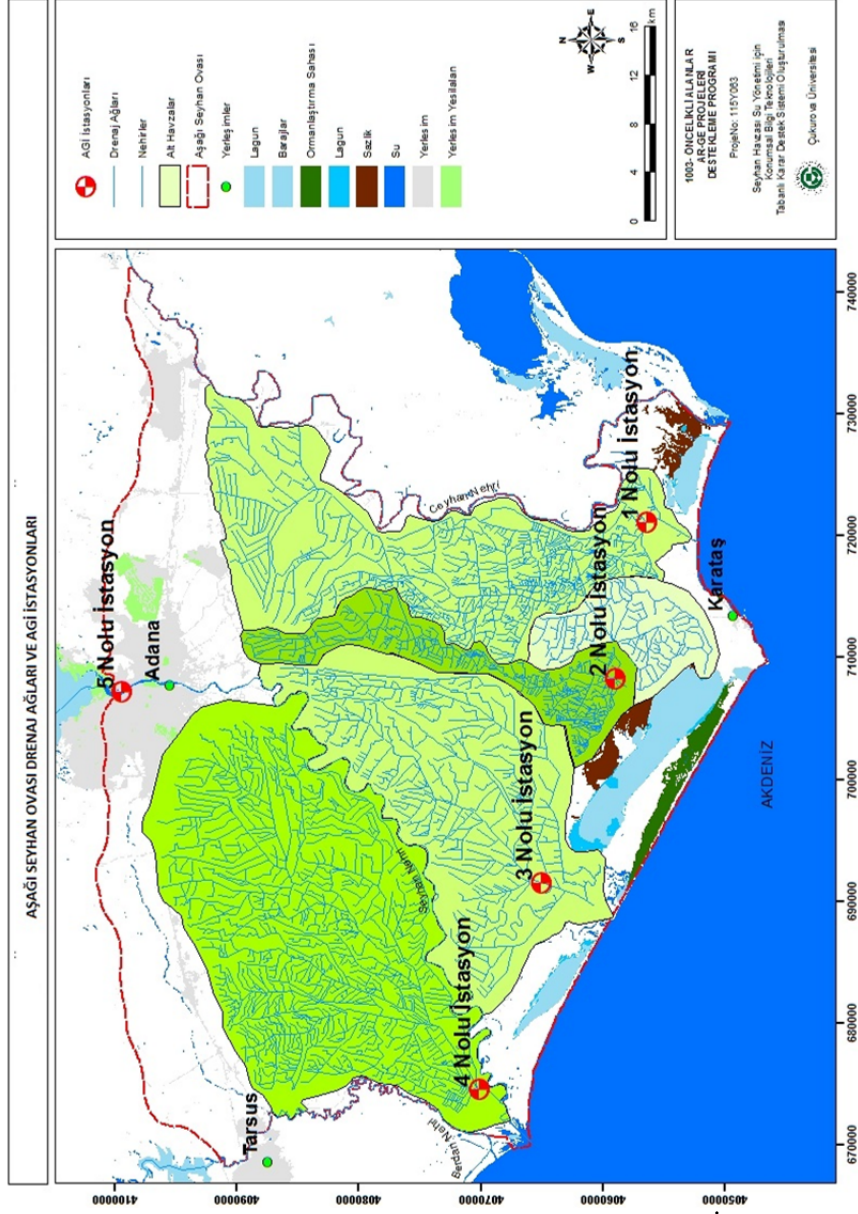 AŞAĞI SEYHAN OVASI DRENAJ AĞLARI VE AGİ İSTASYONLARI
5 Nolu İstasyon
Adana
Tarsus
Ceyhan Nehri
Seyhan Nehri
Berdan Nehri
4 Nolu İstasyon
3 Nolu İstasyon
2 Nolu İstasyon
1 Nolu İstasyon
Karataş
AKDENİZ
4100000
4090000
4080000
4070000
4060000
4050000
670000
680000
690000
700000
710000
720000
730000
740000
AGİ İstasyonları
Drenaj Ağları
Nehirler
Alt Havzalar
Aşağı Seyhan Ovası
Yerleşimler
Lagun
Barajlar
Ormanlaştırma Sahası
Lagun
Sazlik
Su
Yerlesim
Yerlesim Yesilalan
N
E
S
W
0 4 8 12 16
km
1003- ÖNCELİKLİ ALANLAR
AR-GE PROJELERİ
DESTEKLEME PROGRAMI
ProjeNo: 115Y063
Seyhan Havzası Su Yönetimi için
Konumsal Bilgi Teknolojileri
Tabanlı Karar Destek Sistemi Oluşturulması
Çukurova Üniversitesi